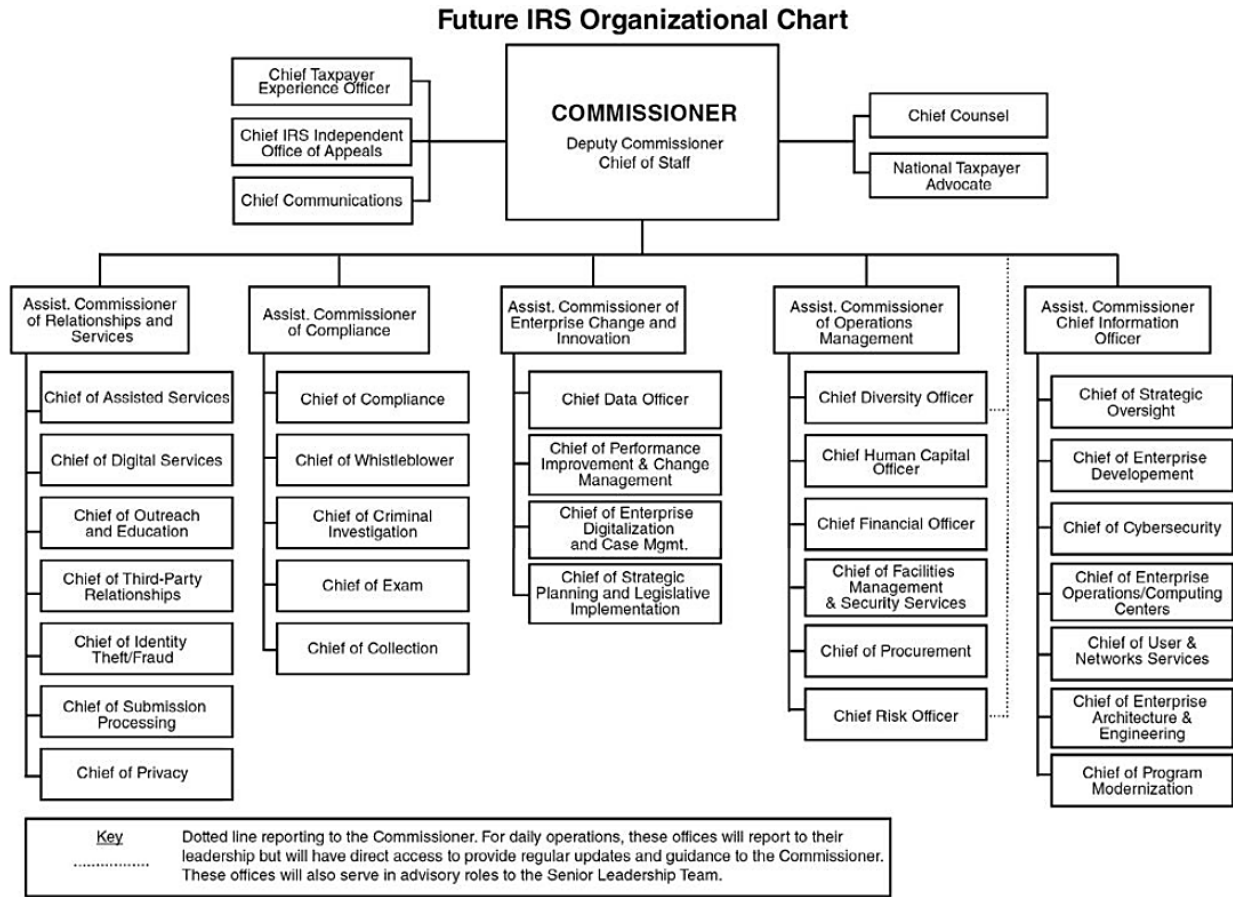 Future IRS Organizational Chart
Chief Taxpayer
Experience Officer
Chief IRS Independent
Office of Appeals
Chief Communications
COMMISSIONER
Deputy Commissioner
Chief of Staff
Chief Counsel
National Taxpayer
Advocate
Assist. Commissioner
of Relationships and
Services
Chief of Assisted Services
Chief of Digital Services
Chief of Outreach
and Education
Chief of Third-Party
Relationships
Chief of Identity
Theft/Fraud
Chief of Submission
Processing
Chief of Privacy
Assist. Commissioner
of Compliance
Chief of Compliance
Chief of Whistleblower
Chief of Criminal
Investigation
Chief of Exam
Chief of Collection
Assist. Commissioner of
Enterprise Change and
Innovation
Chief Data Officer
Chief of Performance
Improvement & Change
Management
Chief of Enterprise
Digitalization
and Case Mgmt.
Chief of Strategic
Planning and Legislative
Implementation
Assist. Commissioner
of Operations
Management
Chief Diversity Officer
Chief Human Capital
Officer
Chief Financial Officer
Chief of Facilities
Management
& Security Services
Chief of Procurement
Chief Risk Officer
Assist. Commissioner
Chief Information
Officer
Chief of Strategic
Oversight
Chief of Enterprise
Developement
Chief of Cybersecurity
Chief of Enterprise
Operations/Computing
Centers
Chief of User &
Networks Services
Chief of Enterprise
Architecture &
Engineering
Chief of Program
Modernization
Key
Dotted line reporting to the Commissioner. For daily operations, these offices will report to their
leadership but will have direct access to provide regular updates and guidance to the Commissioner.
These offices will also serve in advisory roles to the Senior Leadership Team.